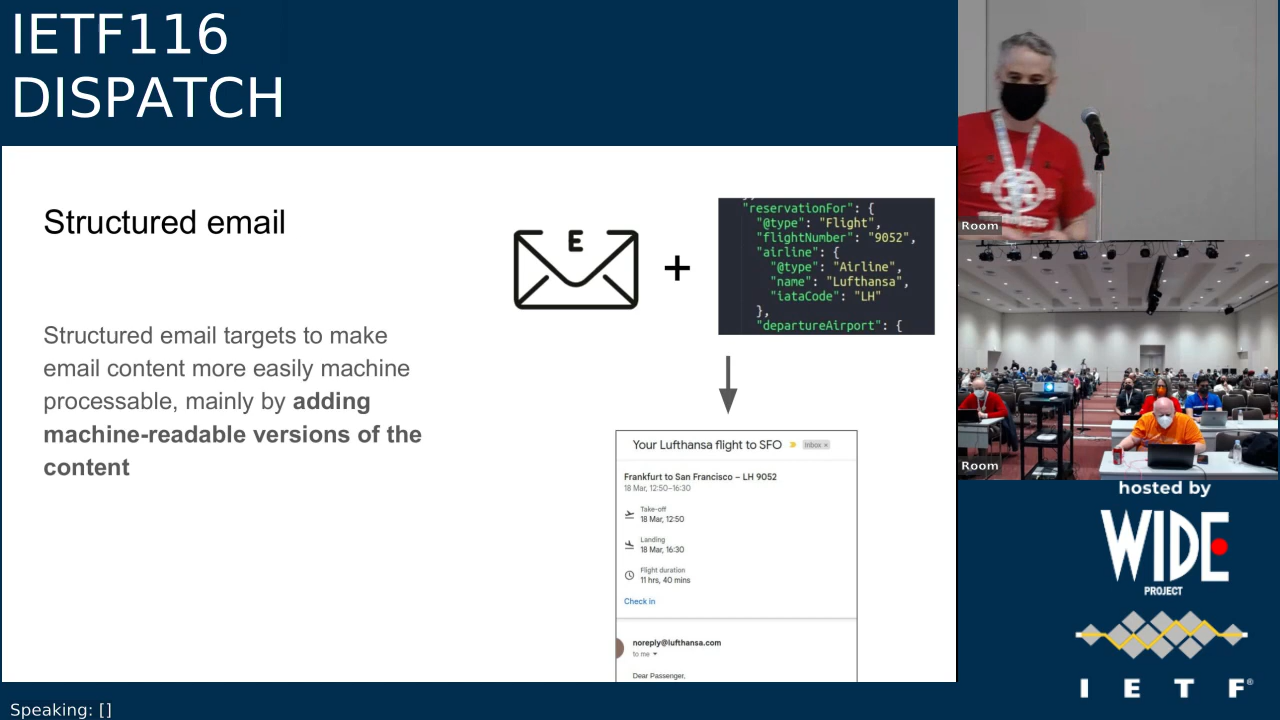 IETF116
DISPATCH
Structured email
Structured email targets to make
email content more easily machine
processable, mainly by adding
machine-readable versions of the
content
E
+
"reservationFor": {
"@type": "Flight",
"flightNumber": "9052",
"airline": {
"@type": "Airline",
"name": "Lufthansa",
"iataCode": "LH"
},
"departureAirport": {
Your Lufthansa flight to SFO
Inbox ×
Frankfurt to San Francisco – LH 9052
18 Mar, 12:50–16:30
Take-off
18 Mar, 12:50
Landing
18 Mar, 16:30
Flight duration
11 hrs, 40 mins
Check in
noreply@lufthansa.com
to me
Dear Passenger,
Room
Room
hosted by
WIDE
PROJECT
I E T F®
Speaking: []